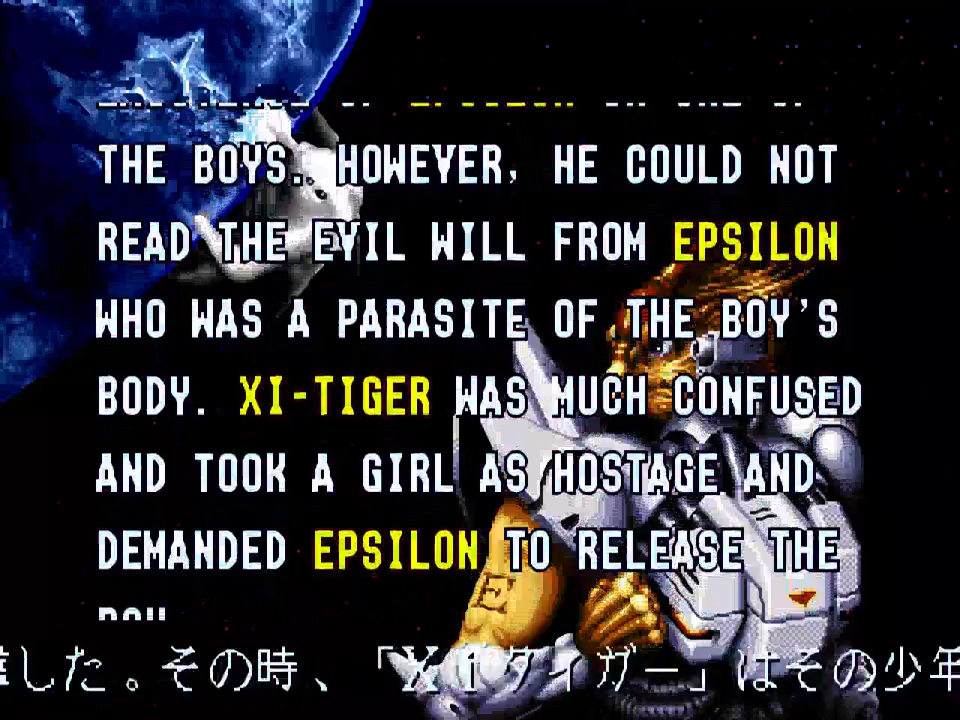 THE BOYS.. HOWEVER, HE COULD NOT
READ THE EVIL WILL FROM EPSILON
WHO WAS A PARASITE OF THE BOY'S
BODY. XI-TIGER WAS MUCH CONFUSED
AND TOOK A GIRL AS HOSTAGE AND
DEMANDED EPSILON TO RELEASE THE
した。その時、「Χiタイガー」はその少年